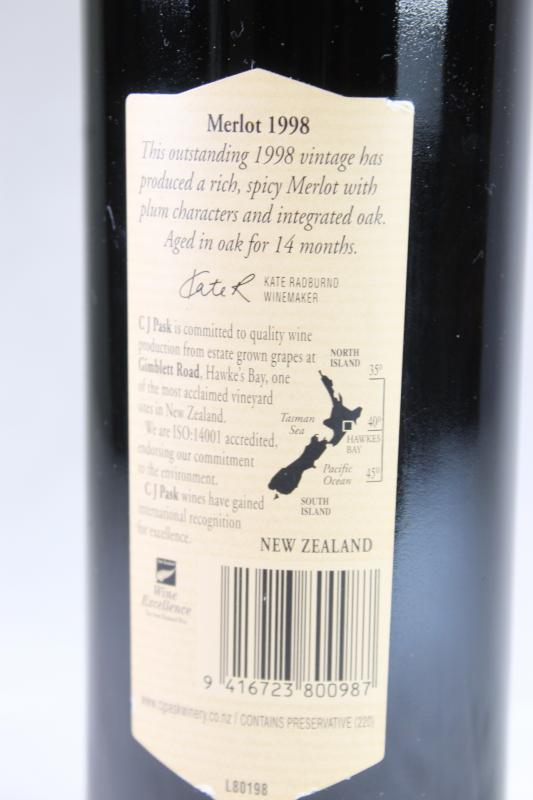 Merlot 1998
This outstanding 1998 vintage has
produced a rich, spicy Merlot with
plum characters and integrated oak.
Aged in oak for 14 months.
Kate R
KATE RADBURND
WINEMAKER
C J Pask is committed to quality wine
production from estate grown grapes at
Gimblett Road, Hawke's Bay, one
of the most acclaimed vineyard
sites in New Zealand.
We are ISO:14001 accredited,
endorsing our commitment
to the environment.
C J Pask wines have gained
international recognition
for excellence.
NORTH
ISLAND
35º
Tasman
Sea
40º
HAWKES
BAY
Pacific
Ocean
45º
SOUTH
ISLAND
NEW ZEALAND
Wine
Excellence
9 416723 800987
www.cjpaskwinery.co.nz / CONTAINS PRESERVATIVE (220)
L80198